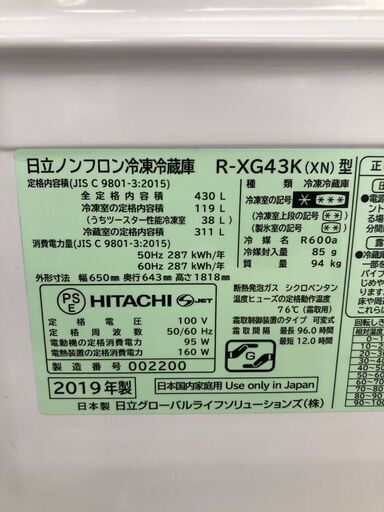 日立ノンフロン冷凍冷蔵庫 R-XG43K(XN)型
定格内容積(JIS C 9801-3:2015)
全定格内容積 430 L
冷凍室の定格内容積 119 L
(うちツースター性能冷凍室 38 L)
冷蔵室の定格内容積 311 L
消費電力量(JIS C 9801-3:2015)
50Hz 287 kWh/年
60Hz 287 kWh/年
外形寸法 : 幅650㎜ 奥行643㎜ 高さ1818㎜
種類 冷凍冷蔵庫
冷凍室の記号
(冷凍室上段の記号 **)
(製氷室の記号 **)
冷媒名 R600a
冷媒封入量 85 g
質量 94 kg
PSE HITACHI JET
定格電圧 100 V
定格周波数 50/60 Hz
電動機の定格消費電力 95 W
電熱装置の定格消費電力 160 W
製造番号 002200
断熱発泡ガス シクロペンタン
温度ヒューズの定格動作温度
76℃(霜取用)
霜取制御装置のタイプ 可変式
霜取間隔 最長 96.0 時間
最短 12.0 時間
G
2019年製 日本国内家庭用 Use only in Japan
日本製 日立グローバルライフソリューションズ(株)